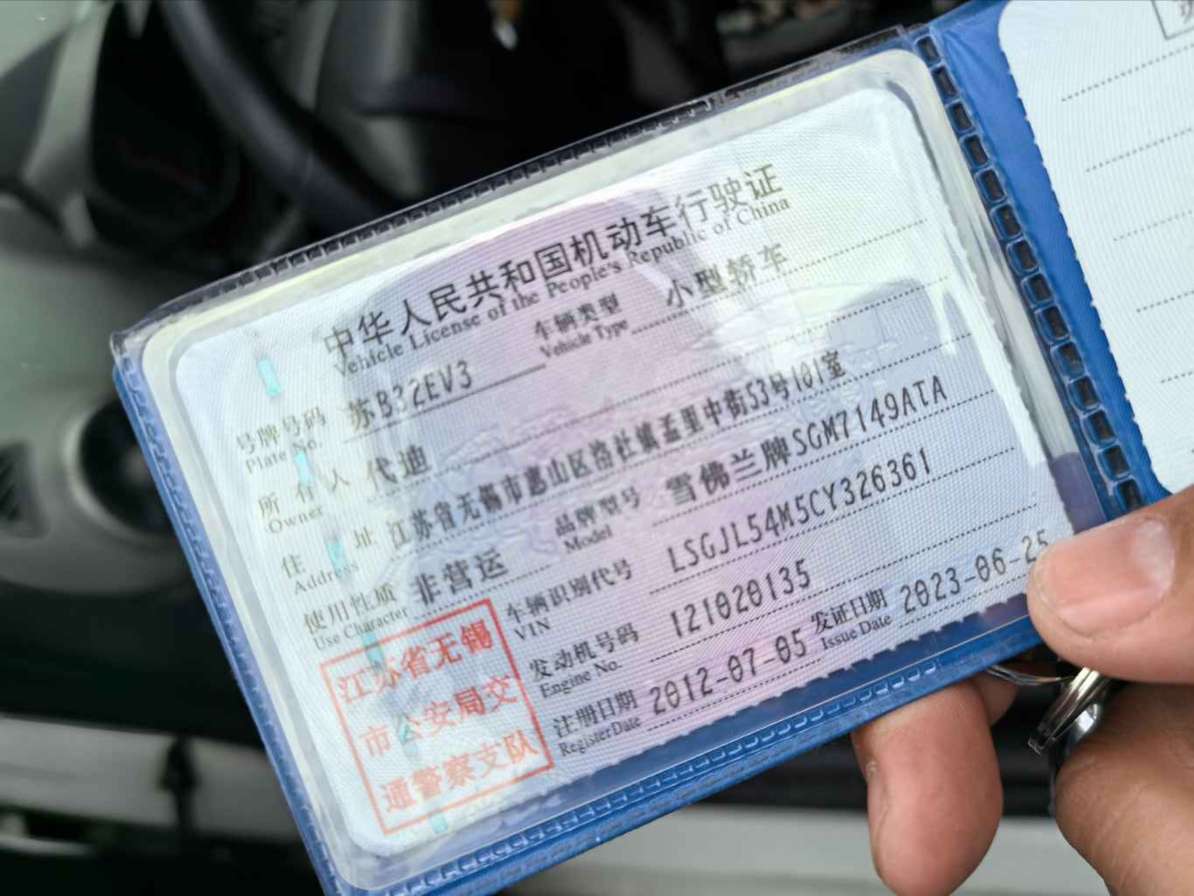 中华人民共和国机动车行驶证
Vehicle License of the People's Republic of China
号牌号码 苏B32EV3 车辆类型 小型轿车
Plate No. Vehicle Type
所有人 代迪
Owner
住址 江苏省无锡市惠山区洛社镇孟里中街53号101室
Address
使用性质 非营运 品牌型号 雪佛兰牌SGM7149ATA
Use Character Model
车辆识别代号 LSGJL54M5CY326361
VIN
发动机号码 121020135
Engine No.
注册日期 2012-07-05 发证日期 2023-06-25
Register Date Issue Date
江苏省无锡
市公安局交
通警察支队